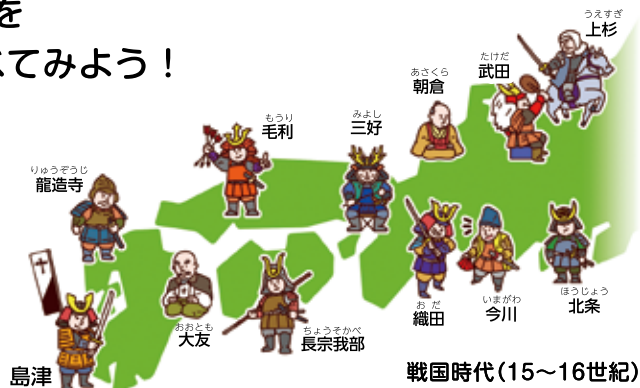 を
てみよう！
うえすぎ
上杉
たけだ
武田
あさくら
朝倉
みよし
三好
もうり
毛利
りゅうぞうじ
龍造寺
おおとも
大友
ちょうそかべ
長宗我部
おだ
織田
いまがわ
今川
ほうじょう
北条
島津
戦国時代（15〜16世紀）